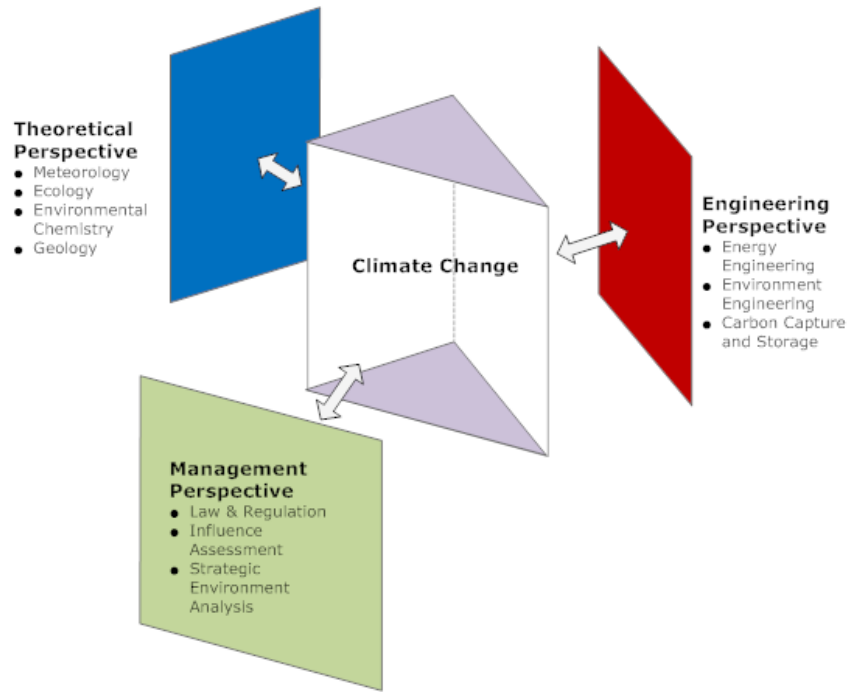 Theoretical
Perspective
● Meteorology
● Ecology
● Environmental
Chemistry
● Geology
Climate Change
Engineering
Perspective
● Energy
Engineering
● Environment
Engineering
● Carbon Capture
and Storage
Management
Perspective
● Law & Regulation
● Influence
Assessment
● Strategic
Environment
Analysis